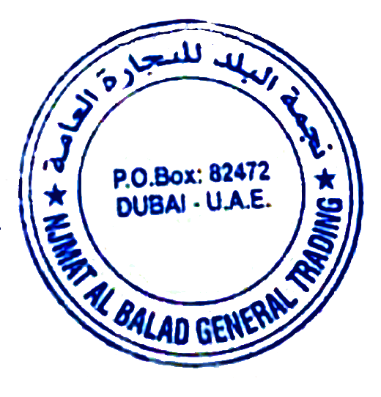 نجمة البلد للتجارة العامة
P.O.Box: 82472
DUBAI - U.A.E.
★ NJMAT AL BALAD GENERAL TRADING ★